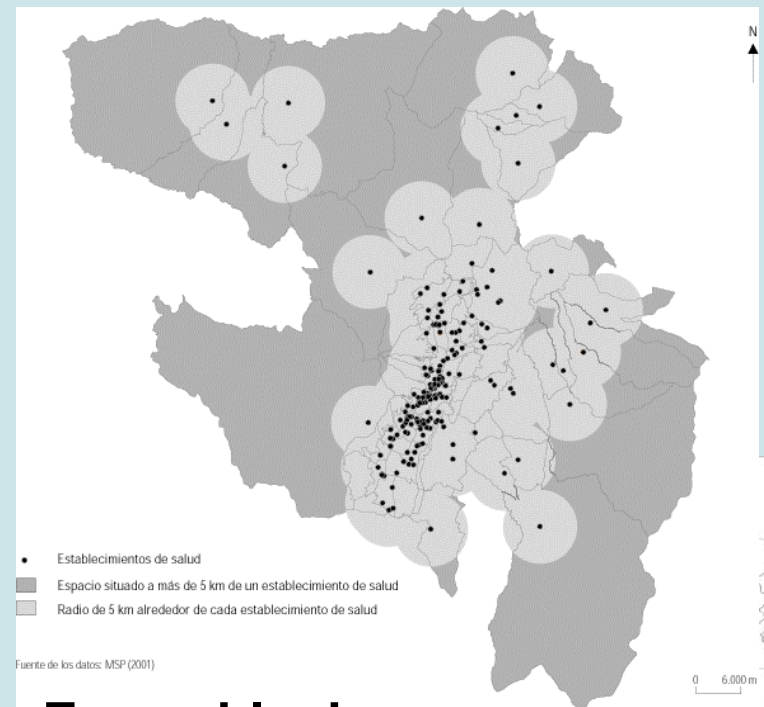 N
Establecimientos de salud
Espacio situado a más de 5 km de un establecimiento de salud
Radio de 5 km alrededor de cada establecimiento de salud
Fuente de los datos: MSP (2001)
0 6.000 m